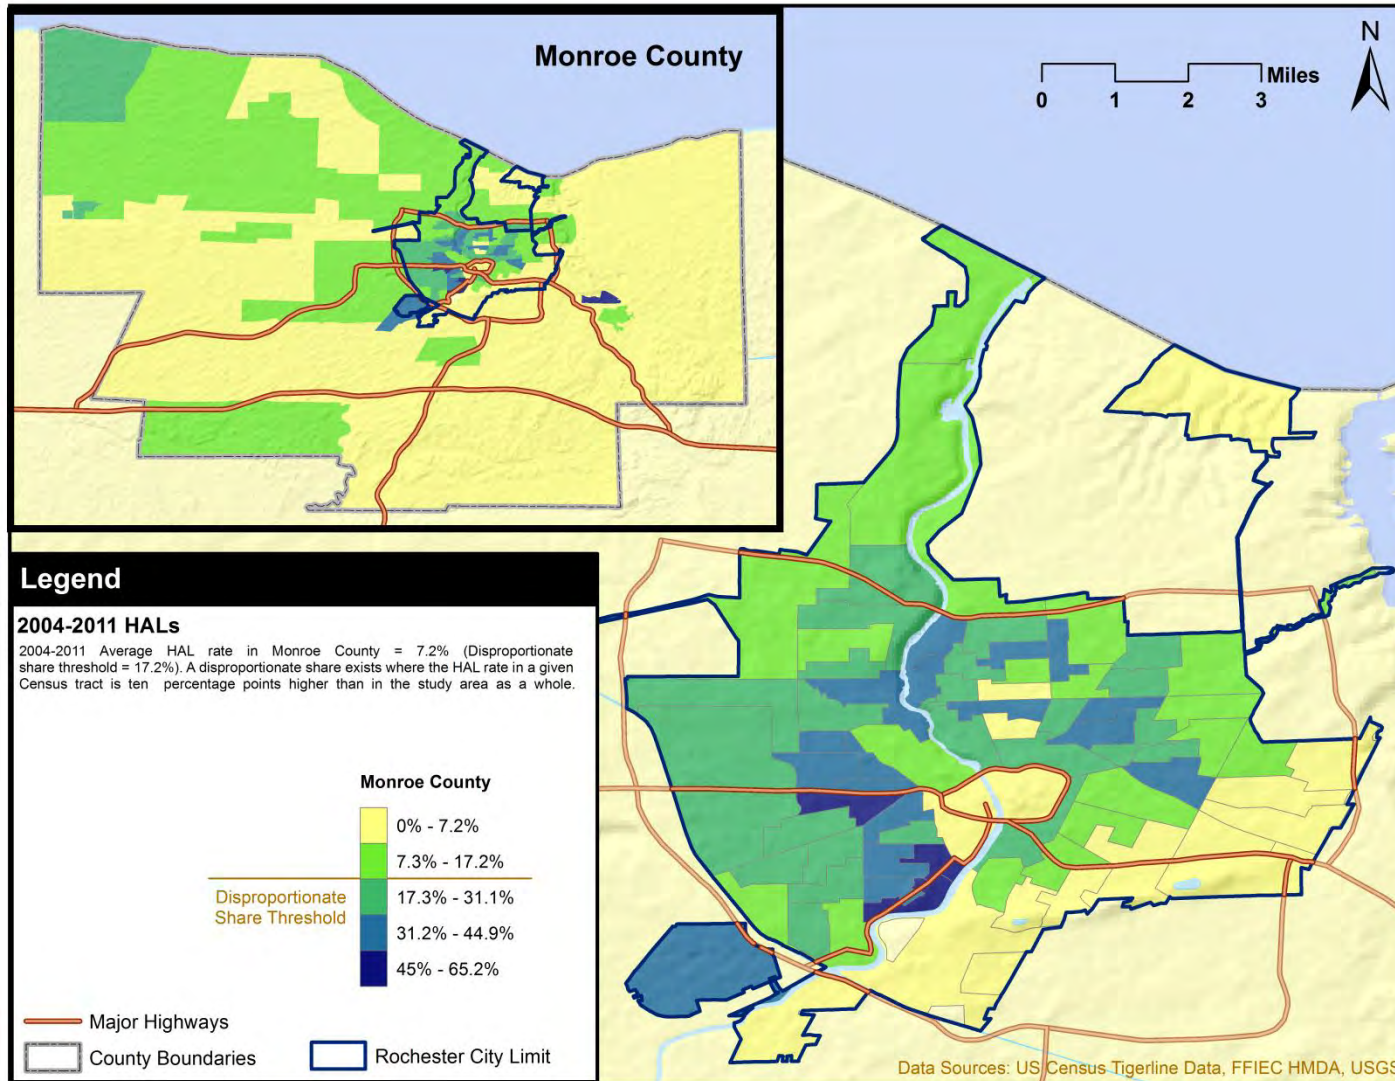 Monroe County
N
Miles
0 1 2 3
Legend
2004-2011 HALs
2004-2011 Average HAL rate in Monroe County = 7.2% (Disproportionate
share threshold = 17.2%). A disproportionate share exists where the HAL rate in a given
Census tract is ten percentage points higher than in the study area as a whole.
Monroe County
0% - 7.2%
7.3% - 17.2%
Disproportionate
Share Threshold
17.3% - 31.1%
31.2% - 44.9%
45% - 65.2%
Major Highways
County Boundaries
Rochester City Limit
Data Sources: US Census Tigerline Data, FFIEC HMDA, USGS